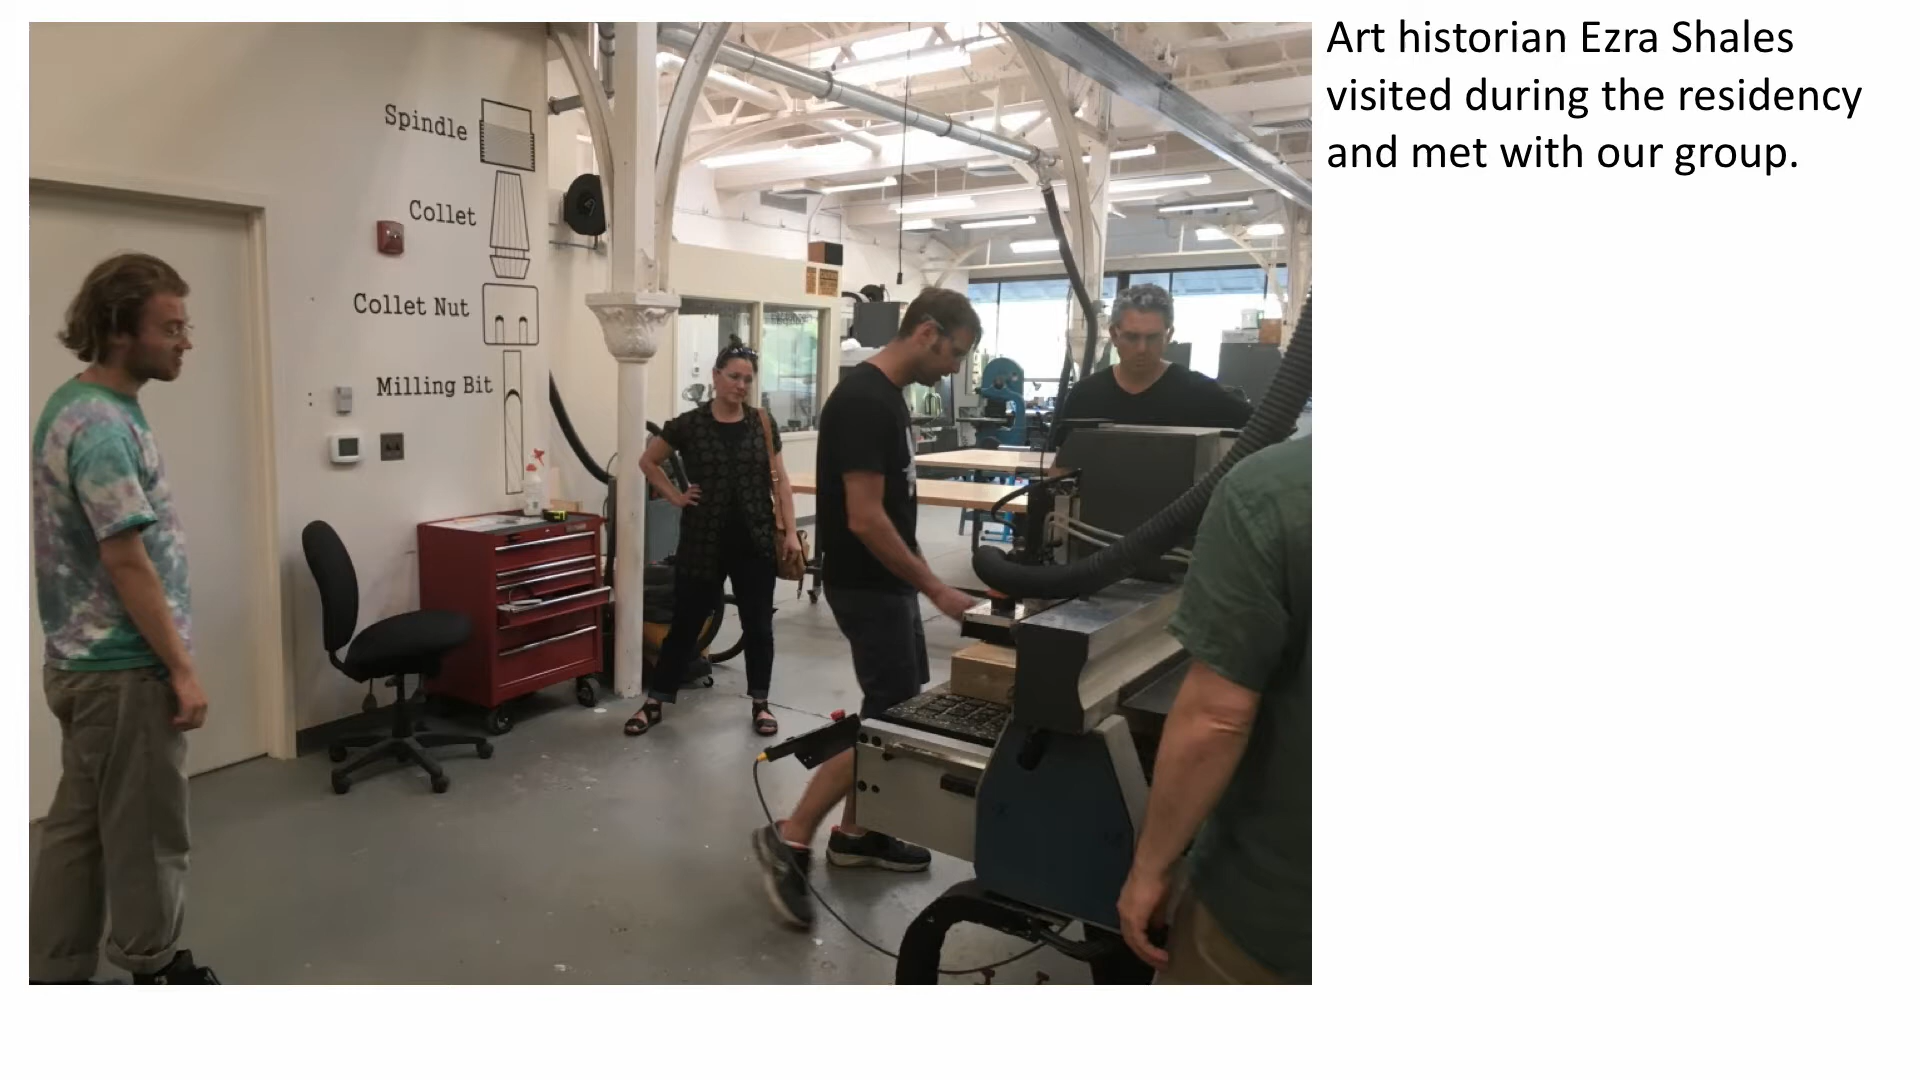 Art historian Ezra Shales
visited during the residency
and met with our group.
Spindle
Collet
Collet Nut
Milling Bit